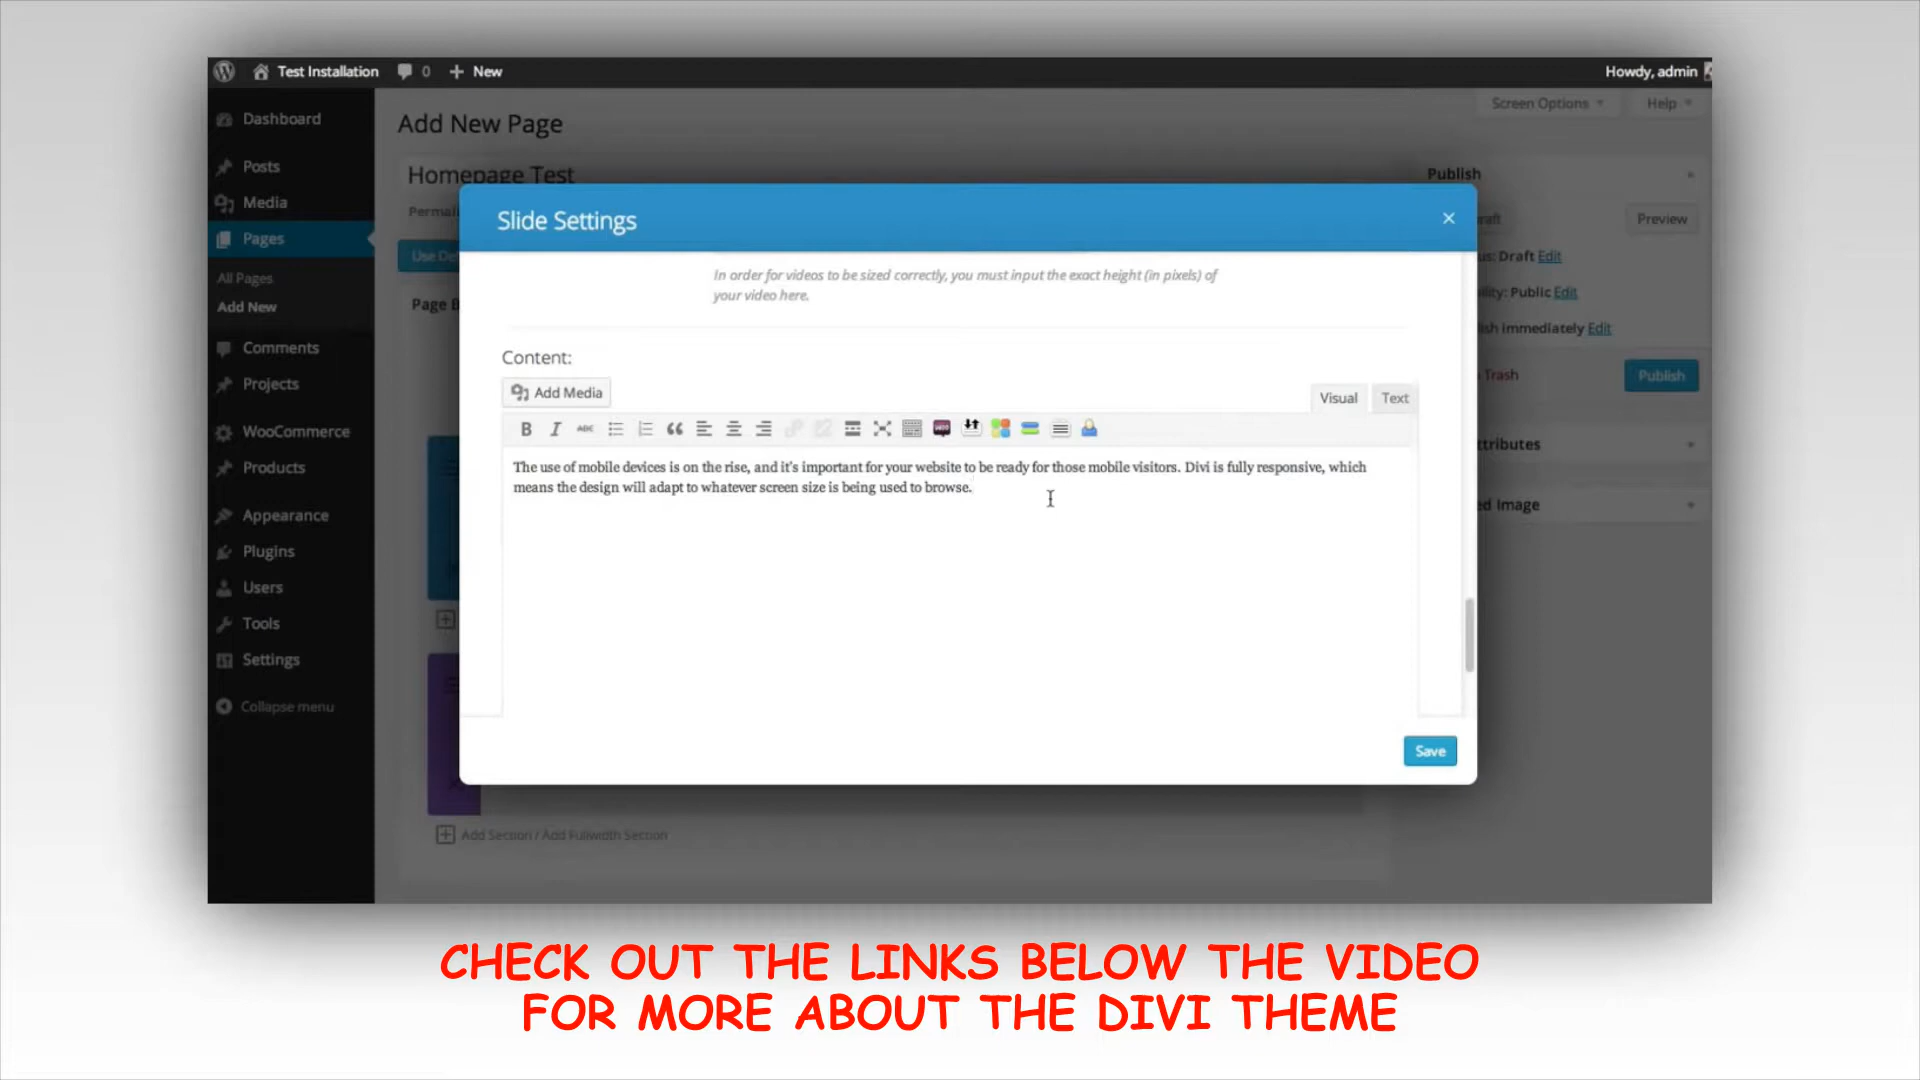 Test Installation 0 New Howdy, admin
Screen Options Help
Dashboard
Posts
Media
Pages
All Pages
Add New
Comments
Projects
WooCommerce
Products
Appearance
Plugins
Users
Tools
Settings
Collapse menu
Add New Page
Homepage Test
Slide Settings
In order for videos to be sized correctly, you must input the exact height (in pixels) of
your video here.
Content:
Add Media
Visual Text
B I ABC
The use of mobile devices is on the rise, and it's important for your website to be ready for those mobile visitors. Divi is fully responsive, which
means the design will adapt to whatever screen size is being used to browse.
Save
Add Section / Add Fullwidth Section
Publish
Preview
Draft Edit
Public Edit
immediately Edit
Trash Publish
CHECK OUT THE LINKS BELOW THE VIDEO
FOR MORE ABOUT THE DIVI THEME